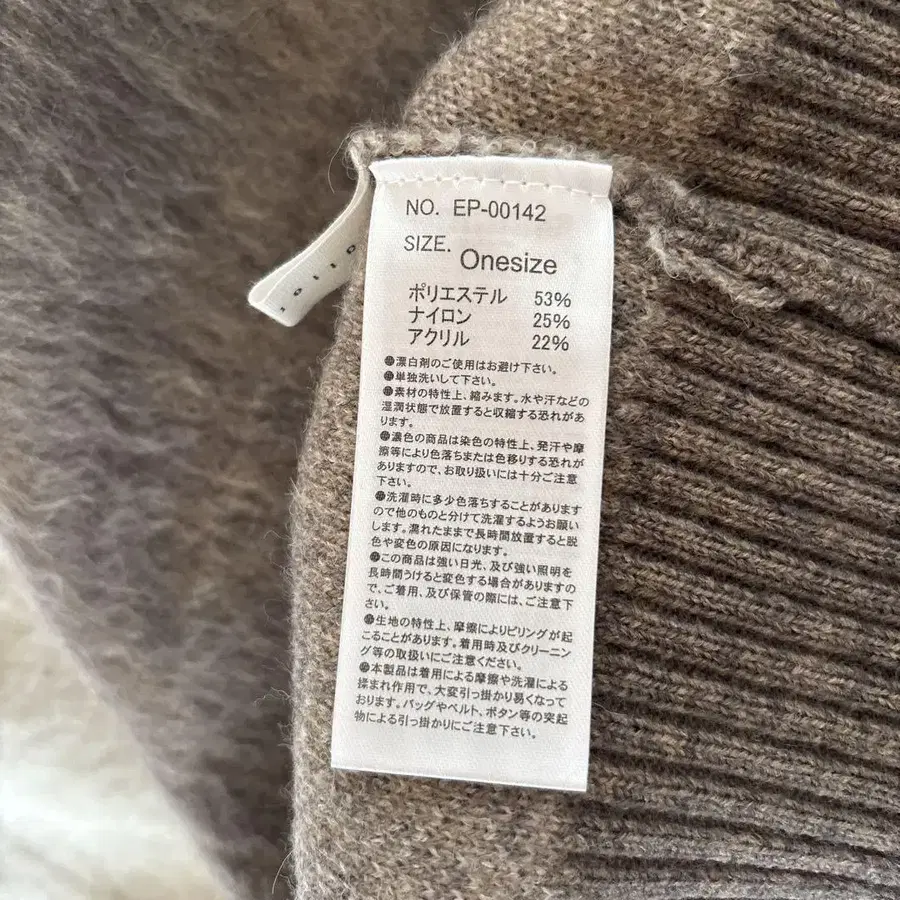 NO. EP-00142
SIZE. Onesize
ポリエステル 53%
ナイロン 25%
アクリル 22%
●漂白剤のご使用はお避け下さい。
●単独洗いして下さい。
●素材の特性上、縮みます。水や汗などの
湿潤状態で放置すると収縮する恐れがあ
ります。
●濃色の商品は染色の特性上、発汗や摩
擦等により色落ちまたは色移りする恐れが
ありますので、お取り扱いには十分ご注意
下さい。
●洗濯時に多少色落ちすることがあります
ので他のものと分けて洗濯するようお願い
します。濡れたままで長時間放置すると脱
色や変色の原因になります。
●この商品は強い日光、及び強い照明を
長時間うけると変色する場合がありますの
で、ご着用、及び保管の際には、ご注意下
さい。
●生地の特性上、摩擦によりピリングが起
こることがあります。着用時及びクリーニン
グ等の取扱いにご注意ください。
●本製品は着用による摩擦や洗濯による
揉まれ作用で、大変引っ掛かり易くなって
おります。バッグやベルト、ボタン等の突起
物による引っ掛かりにご注意下さい。